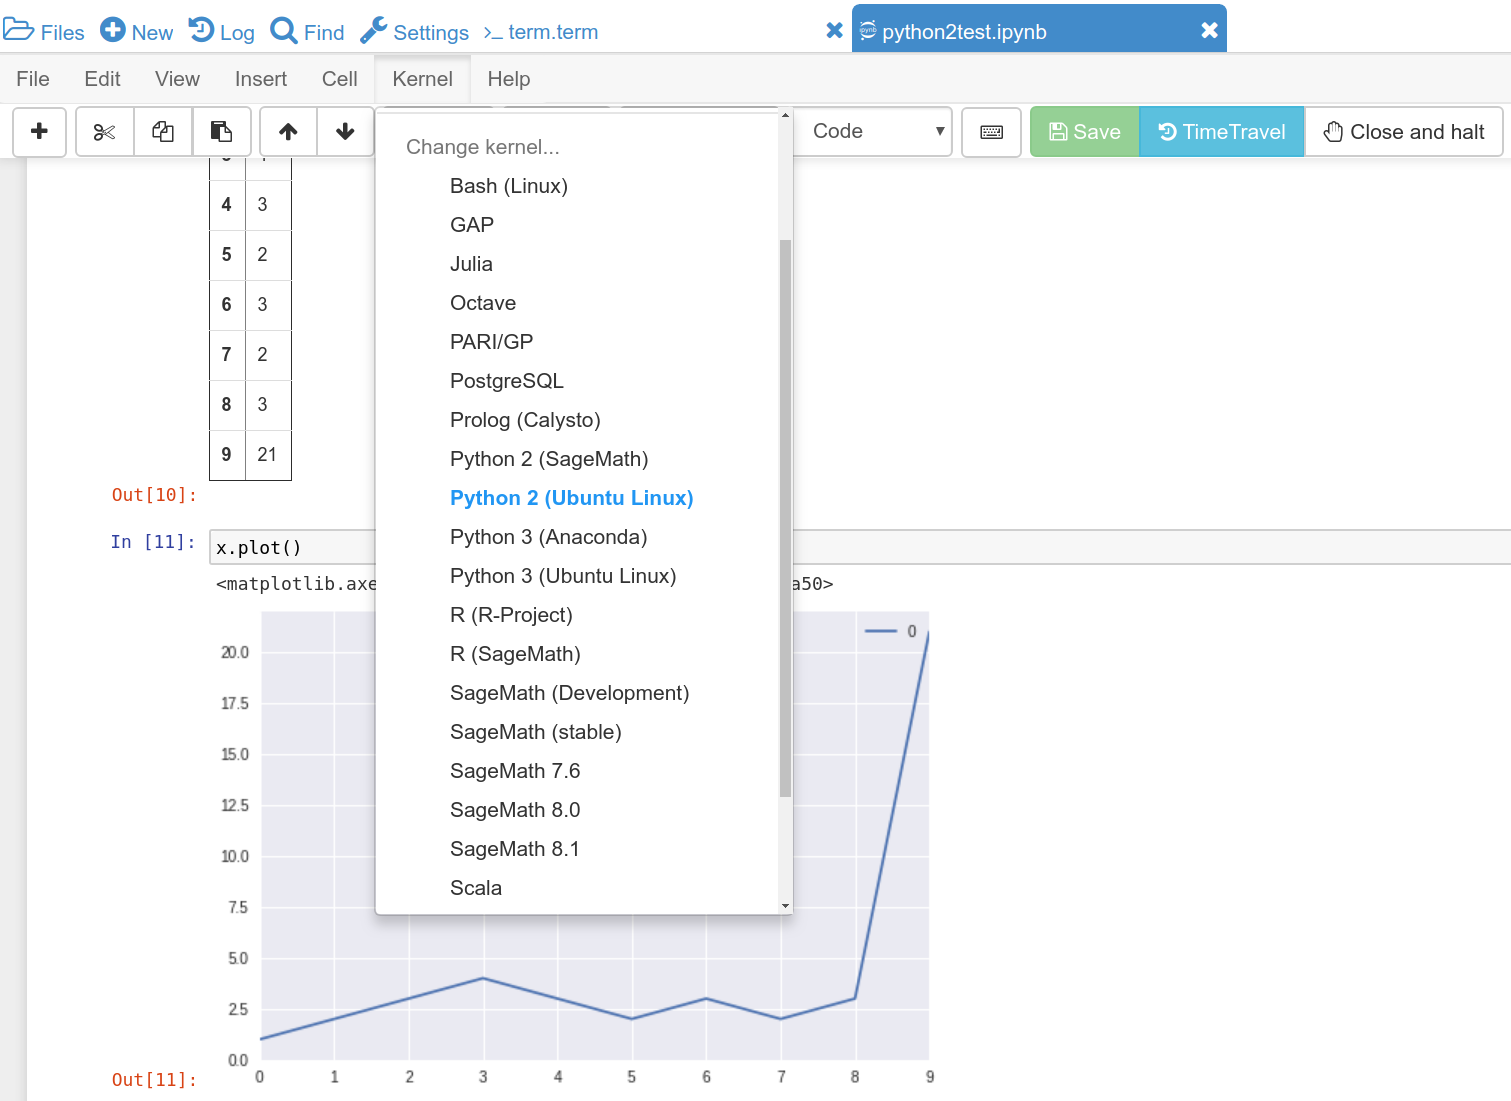 Files New Log Find Settings >_ term.term python2test.ipynb
File Edit View Insert Cell Kernel Help
Code Save TimeTravel Close and halt
Change kernel...
Bash (Linux)
GAP
Julia
Octave
PARI/GP
PostgreSQL
Prolog (Calysto)
Python 2 (SageMath)
Python 2 (Ubuntu Linux)
Python 3 (Anaconda)
Python 3 (Ubuntu Linux)
R (R-Project)
R (SageMath)
SageMath (Development)
SageMath (stable)
SageMath 7.6
SageMath 8.0
SageMath 8.1
Scala
4 3
5 2
6 3
7 2
8 3
9 21
Out[10]:
In [11]: x.plot()
<matplotlib.axe a50>
0
20.0
17.5
15.0
12.5
10.0
7.5
5.0
2.5
0.0
0 1 2 3 4 5 6 7 8 9
Out[11]: